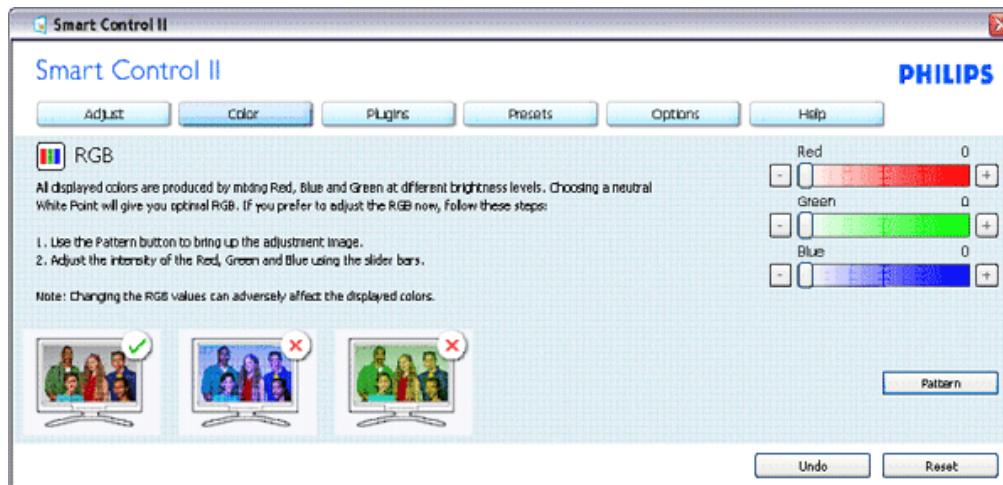 Smart Control II
Smart Control II
PHILIPS
Adjust Color Plugins Presets Options Help
RGB
All displayed colors are produced by mixing Red, Blue and Green at different brightness levels. Choosing a neutral
White Point will give you optimal RGB. If you prefer to adjust the RGB now, follow these steps:
1. Use the Pattern button to bring up the adjustment image.
2. Adjust the intensity of the Red, Green and Blue using the slider bars.
Note: Changing the RGB values can adversely affect the displayed colors.
Red 0
- +
Green 0
- +
Blue 0
- +
Pattern
Undo Reset